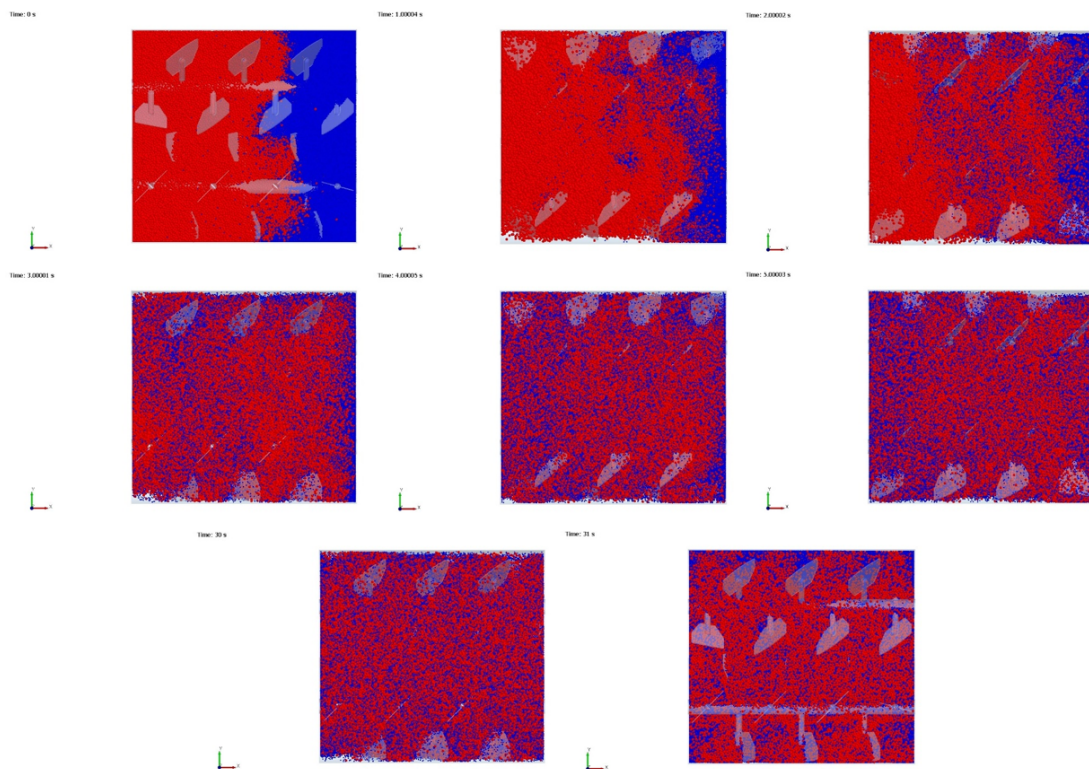 Time: 0 s
Time: 1.00004 s
Time: 2.00002 s
Time: 3.00001 s
Time: 4.00005 s
Time: 5.00003 s
Time: 30 s
Time: 31 s